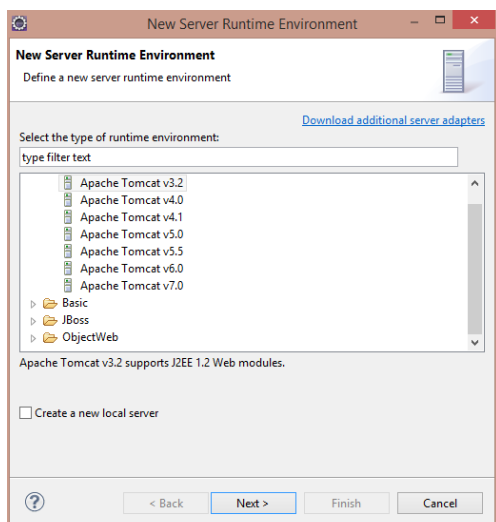 New Server Runtime Environment
New Server Runtime Environment
Define a new server runtime environment
Download additional server adapters
Select the type of runtime environment:
type filter text
Apache Tomcat v3.2
Apache Tomcat v4.0
Apache Tomcat v4.1
Apache Tomcat v5.0
Apache Tomcat v5.5
Apache Tomcat v6.0
Apache Tomcat v7.0
Basic
JBoss
ObjectWeb
Apache Tomcat v3.2 supports J2EE 1.2 Web modules.
Create a new local server
? < Back Next > Finish Cancel